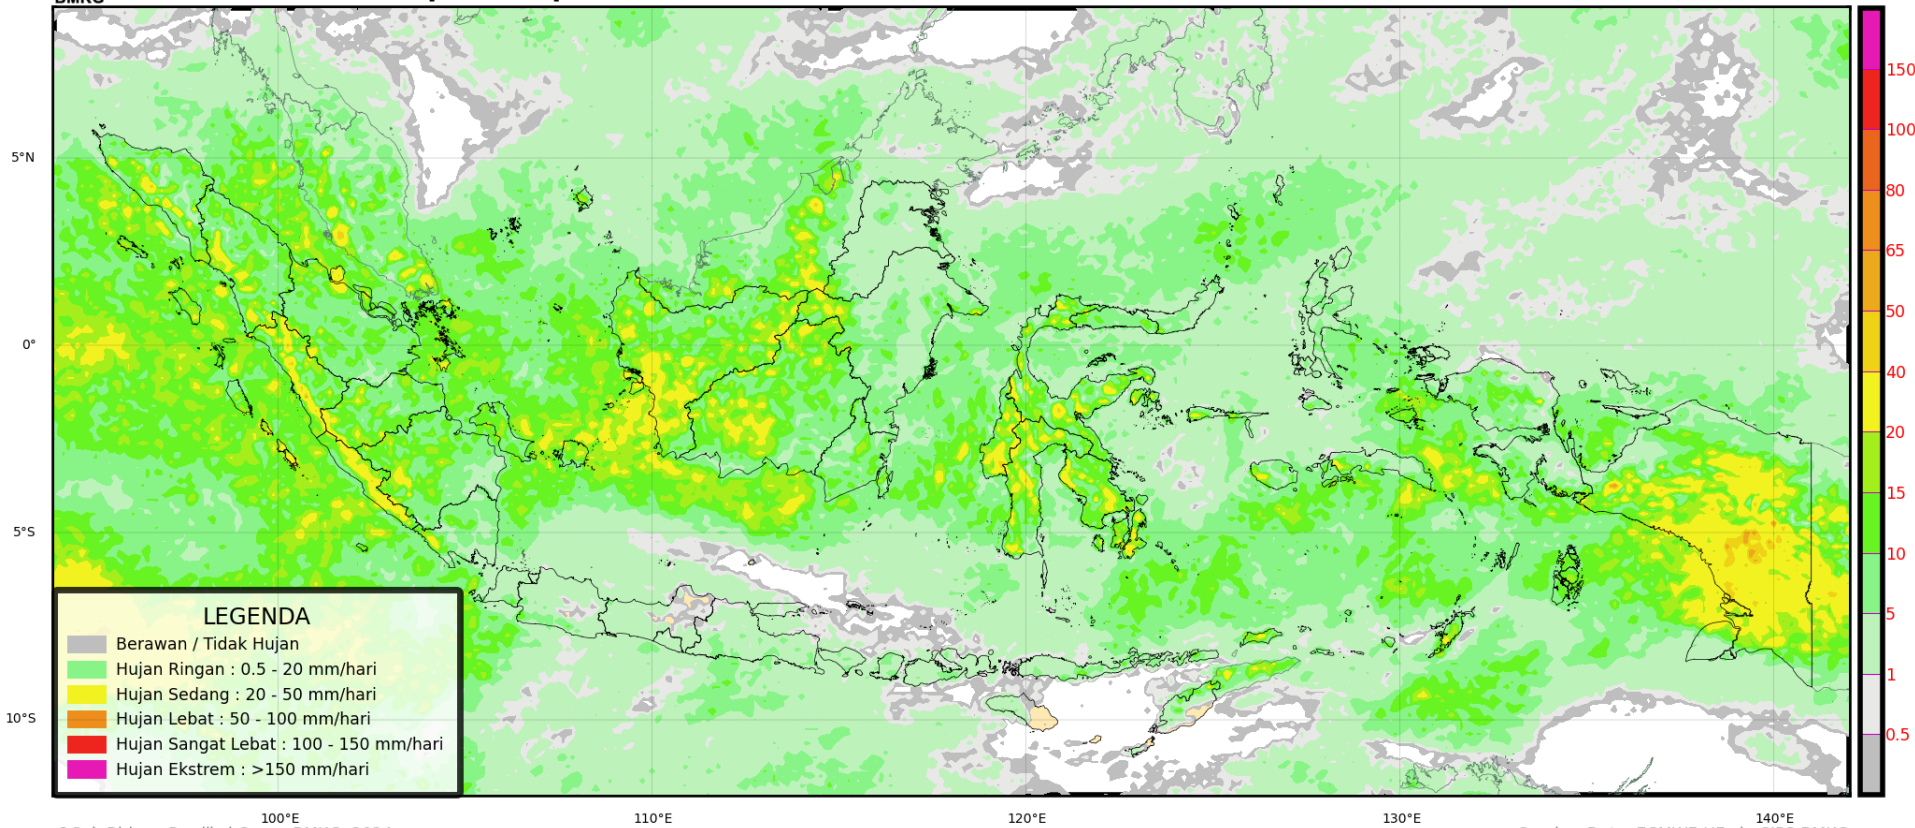 BMKG
5°N
0°
5°S
10°S
100°E
110°E
120°E
130°E
140°E
150
100
80
65
50
40
20
15
10
5
1
0.5
LEGENDA
Berawan / Tidak Hujan
Hujan Ringan : 0.5 - 20 mm/hari
Hujan Sedang : 20 - 50 mm/hari
Hujan Lebat : 50 - 100 mm/hari
Hujan Sangat Lebat : 100 - 150 mm/hari
Hujan Ekstrem : >150 mm/hari